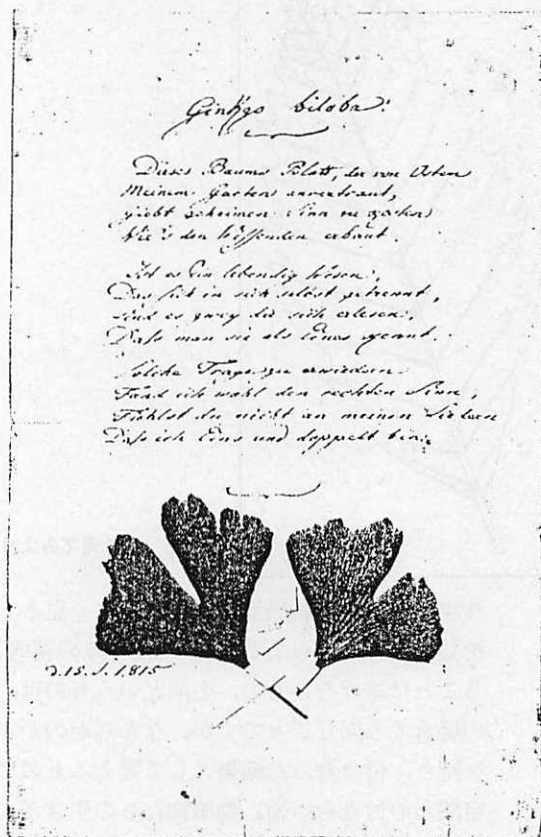 Ginkgo biloba.
Dieses Baums Blatt, der von Osten
Meinem Garten anvertraut,
Giebt geheimen Sinn zu kosten
Wie's den Wissenden erbaut.
Ist es Ein lebendig Wesen,
Das sich in sich selbst getrennt,
Sind es zwey die sich erlesen,
Dass man sie als Eines kennt.
Solche Frage zu erwiedern
Fand ich wohl den rechten Sinn,
Fühlst du nicht an meinen Liedern
Dass ich Eins und doppelt bin.
d. 15. S. 1815